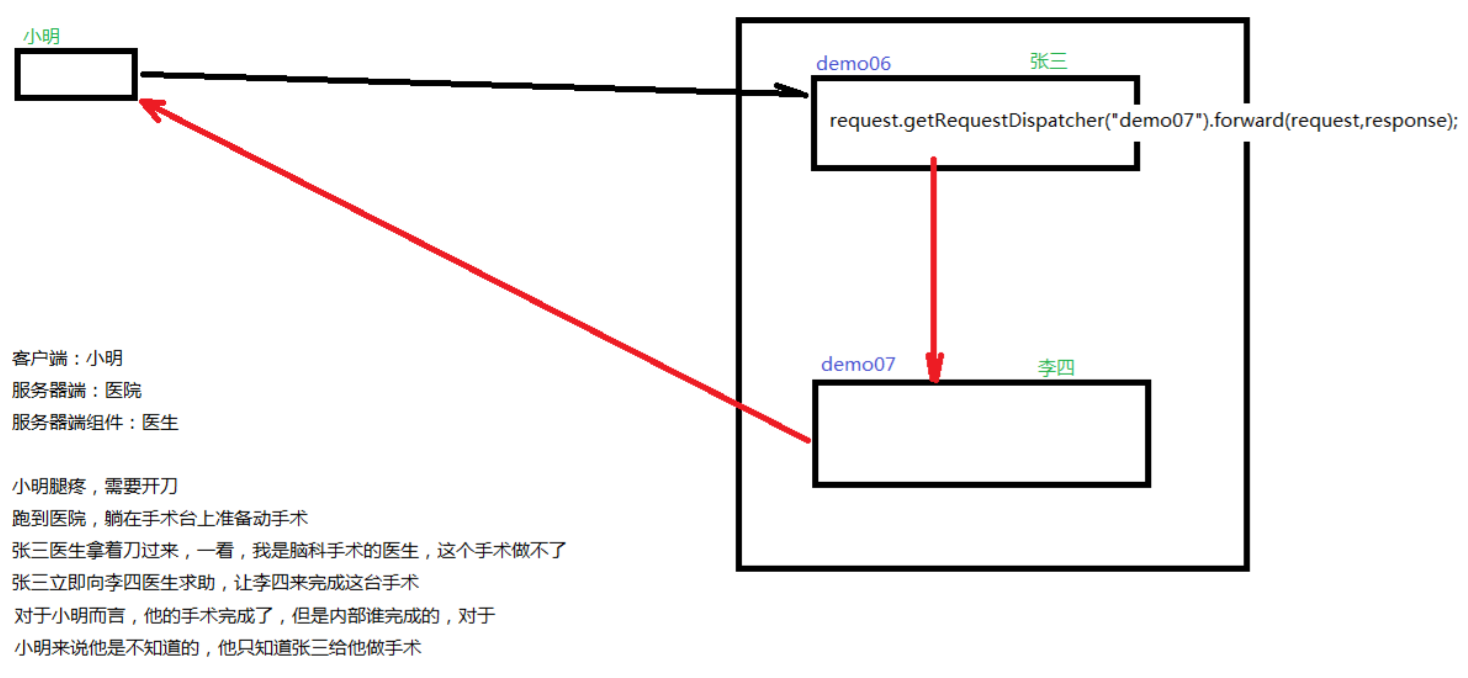 小明
demo06
张三
request.getRequestDispatcher("demo07").forward(request,response);
demo07
李四
客户端：小明
服务器端：医院
服务器端组件：医生
小明腿疼，需要开刀
跑到医院，躺在手术台上准备动手术
张三医生拿着刀过来，一看，我是脑科手术的医生，这个手术做不了
张三立即向李四医生求助，让李四来完成这台手术
对于小明而言，他的手术完成了，但是内部谁完成的，对于
小明来说他是不知道的，他只知道张三给他做手术